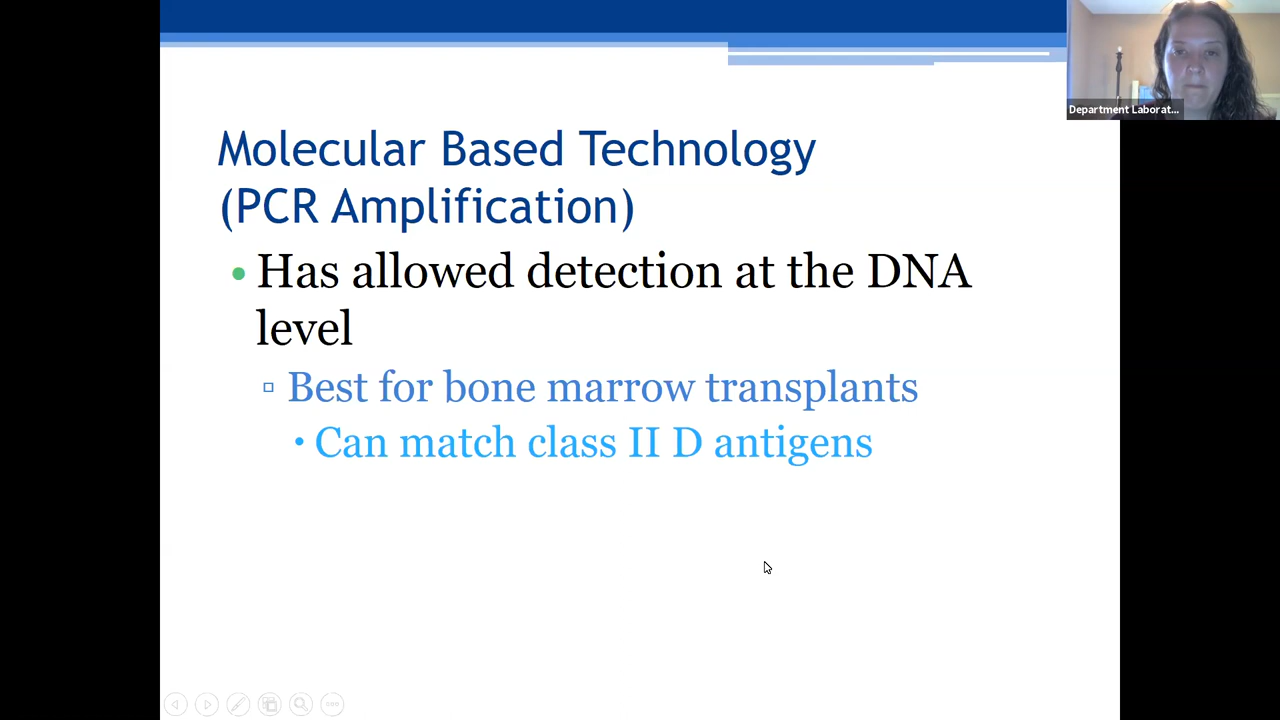 Department Laborat...
Molecular Based Technology
(PCR Amplification)
• Has allowed detection at the DNA
level
▫ Best for bone marrow transplants
• Can match class II D antigens